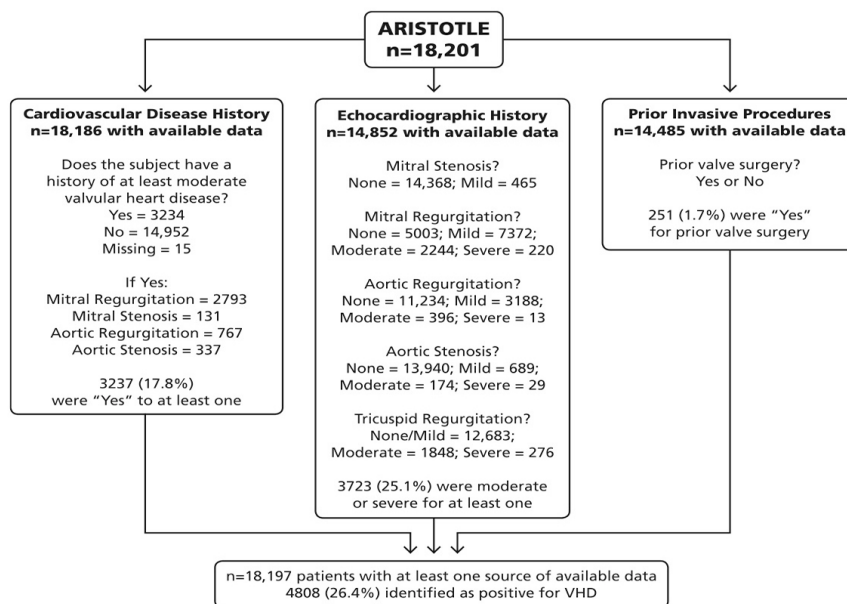 ARISTOTLE
n=18,201
Cardiovascular Disease History
n=18,186 with available data
Does the subject have a
history of at least moderate
valvular heart disease?
Yes = 3234
No = 14,952
Missing = 15
If Yes:
Mitral Regurgitation = 2793
Mitral Stenosis = 131
Aortic Regurgitation = 767
Aortic Stenosis = 337
3237 (17.8%)
were “Yes” to at least one
Echocardiographic History
n=14,852 with available data
Mitral Stenosis?
None = 14,368; Mild = 465
Mitral Regurgitation?
None = 5003; Mild = 7372;
Moderate = 2244; Severe = 220
Aortic Regurgitation?
None = 11,234; Mild = 3188;
Moderate = 396; Severe = 13
Aortic Stenosis?
None = 13,940; Mild = 689;
Moderate = 174; Severe = 29
Tricuspid Regurgitation?
None/Mild = 12,683;
Moderate = 1848; Severe = 276
3723 (25.1%) were moderate
or severe for at least one
Prior Invasive Procedures
n=14,485 with available data
Prior valve surgery?
Yes or No
251 (1.7%) were “Yes”
for prior valve surgery
n=18,197 patients with at least one source of available data
4808 (26.4%) identified as positive for VHD